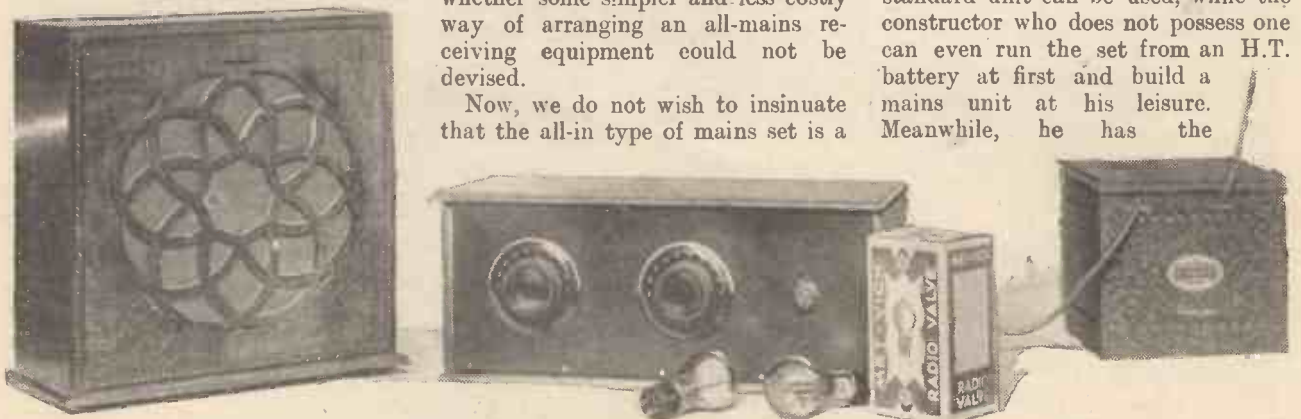 whether some simpler and less costly
way of arranging an all-mains re-
ceiving equipment could not be
devised.
Now, we do not wish to insinuate
that the all-in type of mains set is a
standard unit can be used, while the
constructor who does not possess one
can even run the set from an H.T.
battery at first and build a
mains unit at his leisure.
Meanwhile, he has the
RADIO VALVE
RADIO
VALVE